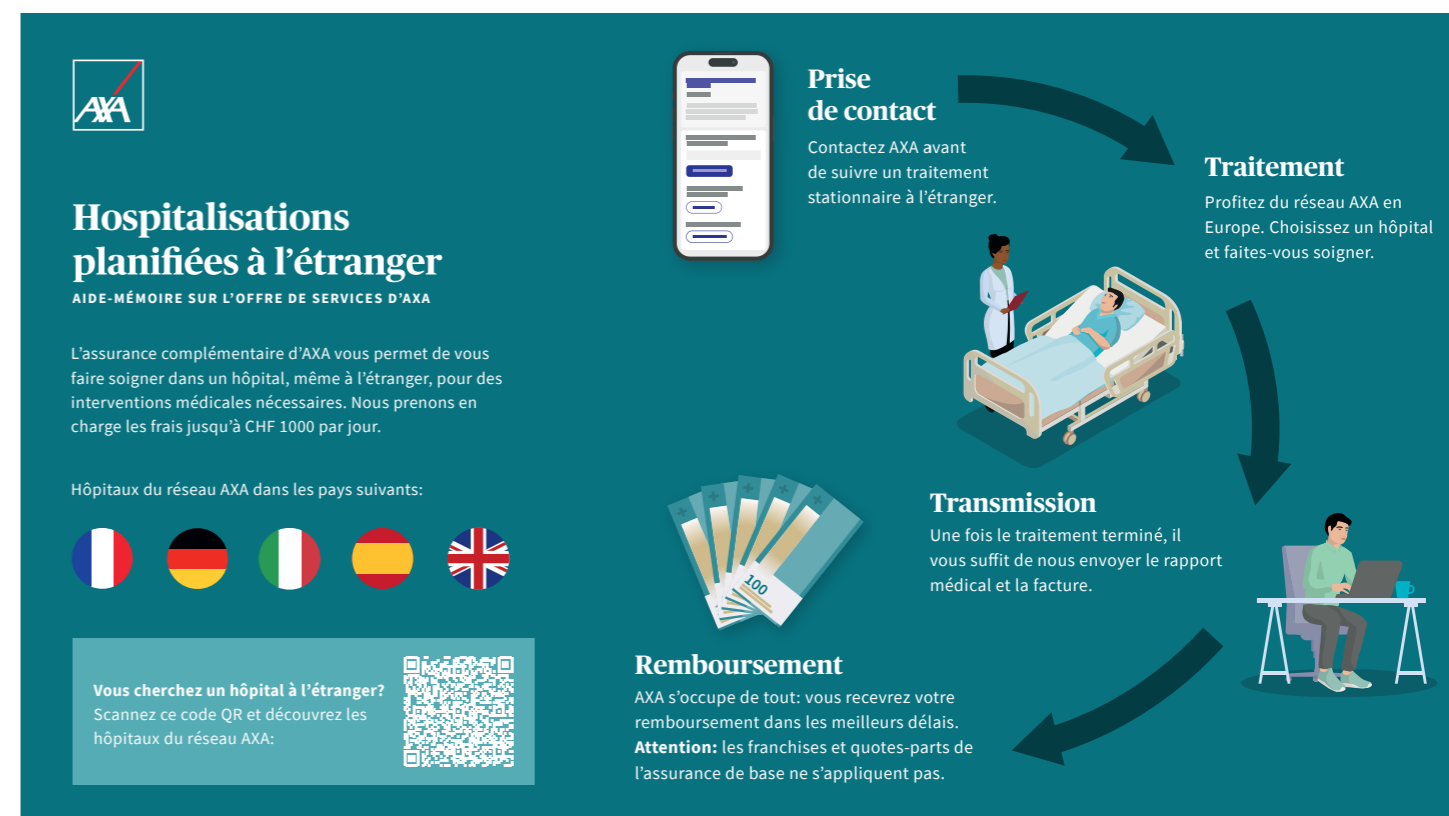 AXA
Hospitalisations
planifiées à l’étranger
AIDE-MÉMOIRE SUR L’OFFRE DE SERVICES D’AXA
L’assurance complémentaire d’AXA vous permet de vous
faire soigner dans un hôpital, même à l’étranger, pour des
interventions médicales nécessaires. Nous prenons en
charge les frais jusqu’à CHF 1000 par jour.
Hôpitaux du réseau AXA dans les pays suivants:
Vous cherchez un hôpital à l’étranger?
Scannez ce code QR et découvrez les
hôpitaux du réseau AXA:
Prise
de contact
Contactez AXA avant
de suivre un traitement
stationnaire à l’étranger.
Traitement
Profitez du réseau AXA en
Europe. Choisissez un hôpital
et faites-vous soigner.
Transmission
Une fois le traitement terminé, il
vous suffit de nous envoyer le rapport
médical et la facture.
100
Remboursement
AXA s’occupe de tout: vous recevrez votre
remboursement dans les meilleurs délais.
Attention: les franchises et quotes-parts de
l’assurance de base ne s’appliquent pas.